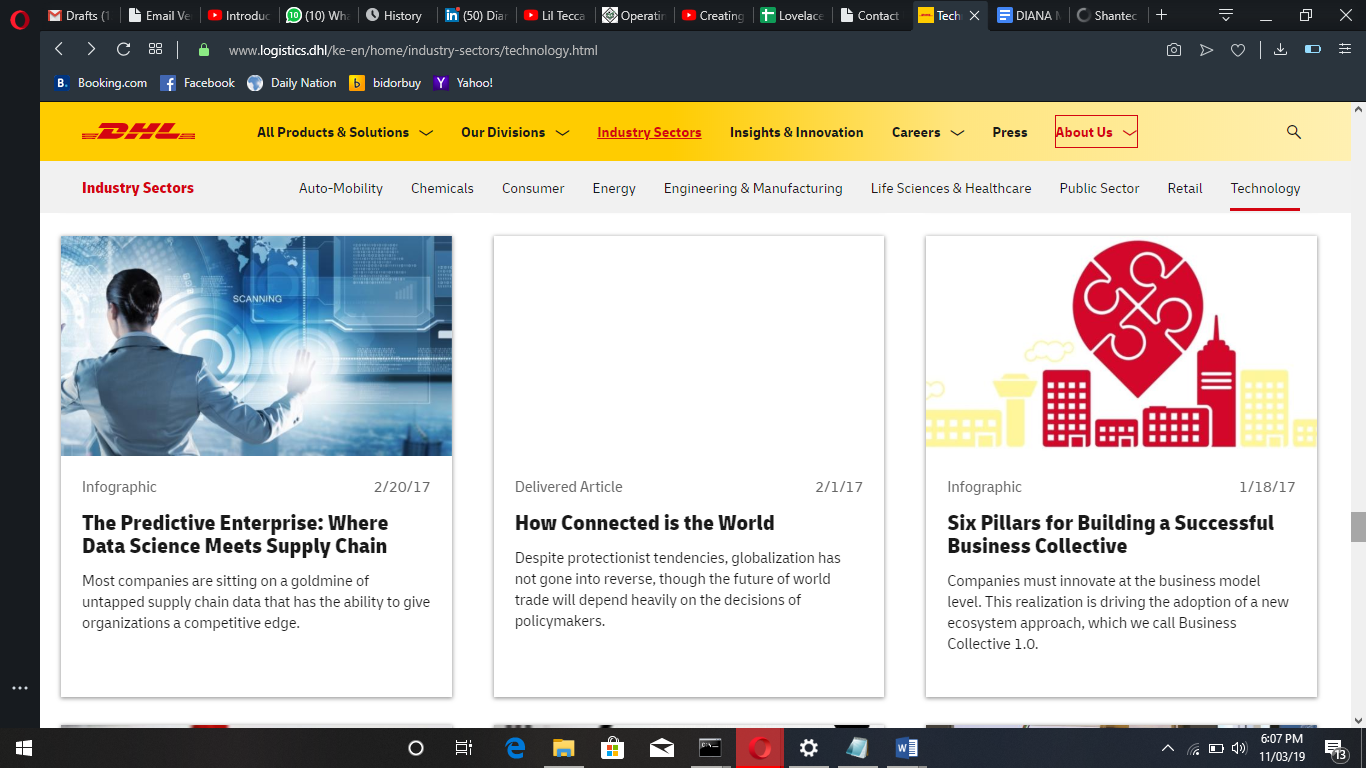 Drafts (1
Email Ve
Introduc
(10) Wha
History
(50) Dia
Lil Tecca
Operatin
Creating
Lovelace
Contact
Tech
DIANA M
Shantec
www.logistics.dhl/ke-en/home/industry-sectors/technology.html
Booking.com
Facebook
Daily Nation
bidorbuy
Yahoo!
DHL
All Products & Solutions
Our Divisions
Industry Sectors
Insights & Innovation
Careers
Press
About Us
Industry Sectors
Auto-Mobility
Chemicals
Consumer
Energy
Engineering & Manufacturing
Life Sciences & Healthcare
Public Sector
Retail
Technology
SCANNING
Infographic 2/20/17
The Predictive Enterprise: Where
Data Science Meets Supply Chain
Most companies are sitting on a goldmine of
untapped supply chain data that has the ability to give
organizations a competitive edge.
Delivered Article 2/1/17
How Connected is the World
Despite protectionist tendencies, globalization has
not gone into reverse, though the future of world
trade will depend heavily on the decisions of
policymakers.
Infographic 1/18/17
Six Pillars for Building a Successful
Business Collective
Companies must innovate at the business model
level. This realization is driving the adoption of a new
ecosystem approach, which we call Business
Collective 1.0.
6:07 PM
11/03/19
13